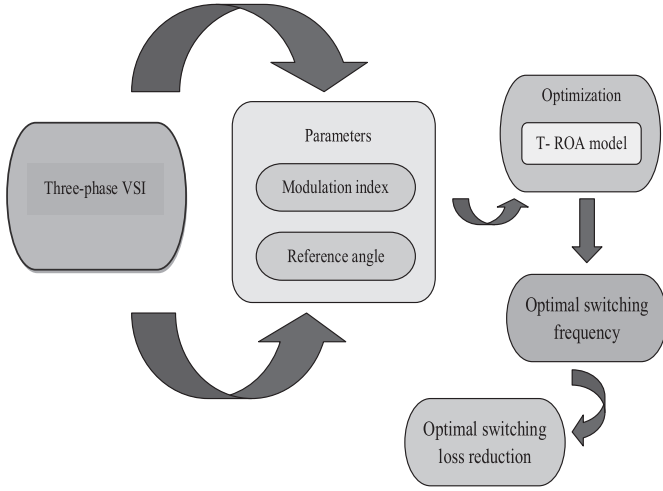 Three-phase VSI
Parameters
Modulation index
Reference angle
Optimization
T- ROA model
Optimal switching
frequency
Optimal switching
loss reduction